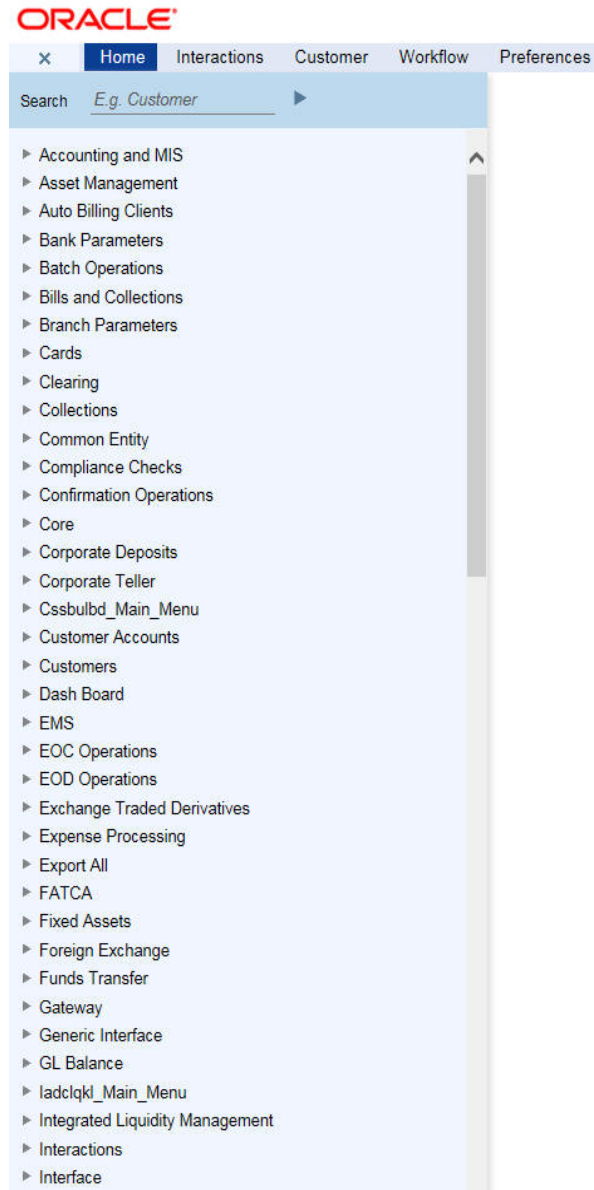 ORACLE
× Home Interactions Customer Workflow Preferences
Search E.g. Customer
Accounting and MIS
Asset Management
Auto Billing Clients
Bank Parameters
Batch Operations
Bills and Collections
Branch Parameters
Cards
Clearing
Collections
Common Entity
Compliance Checks
Confirmation Operations
Core
Corporate Deposits
Corporate Teller
Cssbulbd_Main_Menu
Customer Accounts
Customers
Dash Board
EMS
EOC Operations
EOD Operations
Exchange Traded Derivatives
Expense Processing
Export All
FATCA
Fixed Assets
Foreign Exchange
Funds Transfer
Gateway
Generic Interface
GL Balance
Iadclqkl_Main_Menu
Integrated Liquidity Management
Interactions
Interface